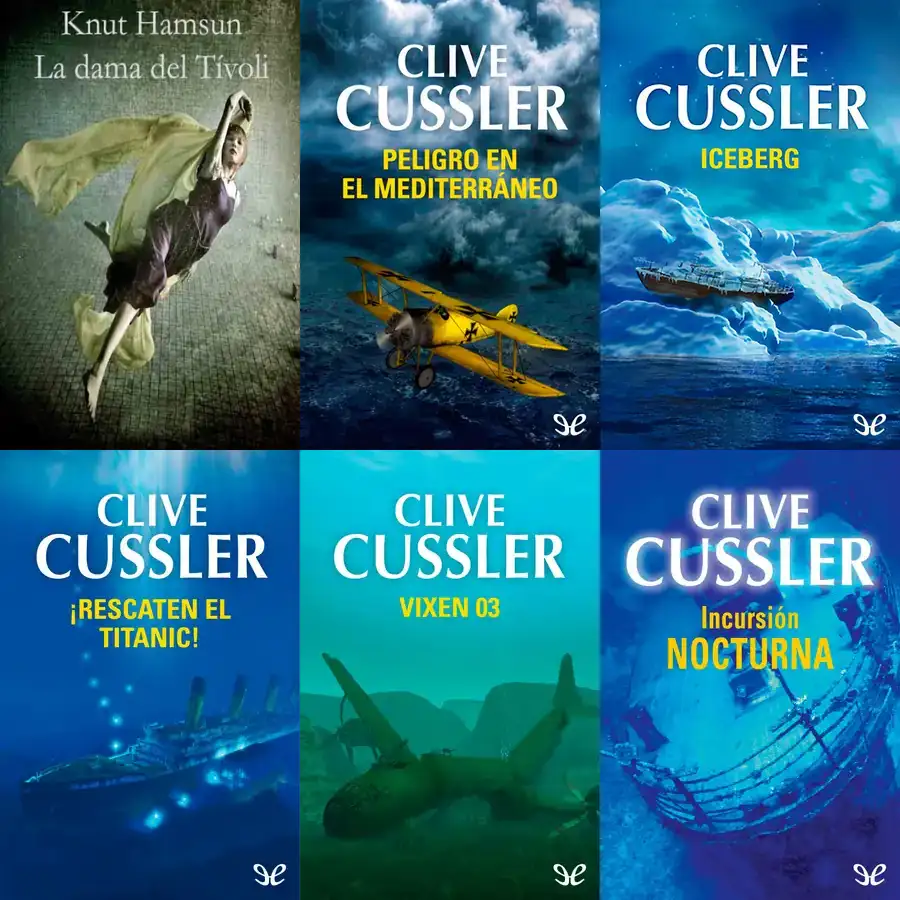 Knut Hamsun
La dama del Tívoli
CLIVE
CUSSLER
PELIGRO EN
EL MEDITERRÁNEO
CLIVE
CUSSLER
ICEBERG
CLIVE
CUSSLER
¡RESCATEN EL
TITANIC!
CLIVE
CUSSLER
VIXEN 03
CLIVE
CUSSLER
Incursión
NOCTURNA